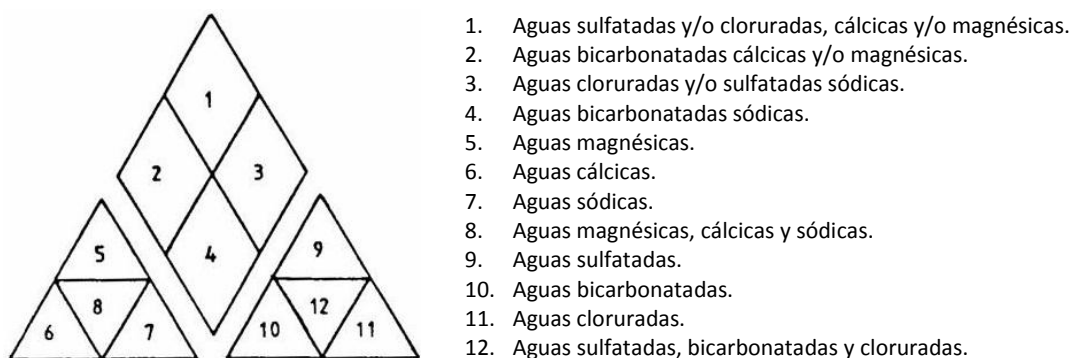 1
2
3
4
5
8
6
7
9
12
10
11
1. Aguas sulfatadas y/o cloruradas, cálcicas y/o magnésicas.
2. Aguas bicarbonatadas cálcicas y/o magnésicas.
3. Aguas cloruradas y/o sulfatadas sódicas.
4. Aguas bicarbonatadas sódicas.
5. Aguas magnésicas.
6. Aguas cálcicas.
7. Aguas sódicas.
8. Aguas magnésicas, cálcicas y sódicas.
9. Aguas sulfatadas.
10. Aguas bicarbonatadas.
11. Aguas cloruradas.
12. Aguas sulfatadas, bicarbonatadas y cloruradas.